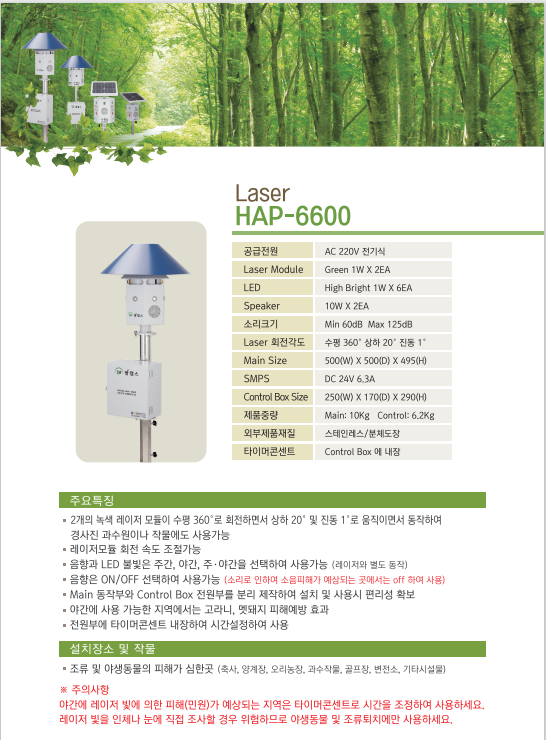 Laser
HAP-6600
공급전원 AC 220V 전기식
Laser Module Green 1W X 2EA
LED High Bright 1W X 6EA
Speaker 10W X 2EA
소리크기 Min 60dB Max 125dB
Laser 회전각도 수평 360° 상하 20° 진동 1°
Main Size 500(W) X 500(D) X 495(H)
SMPS DC 24V 6.3A
Control Box Size 250(W) X 170(D) X 290(H)
제품중량 Main: 10Kg Control: 6.2Kg
외부제품재질 스테인레스/분체도장
타이머콘센트 Control Box 에 내장
주요특징
▪ 2개의 녹색 레이저 모듈이 수평 360°로 회전하면서 상하 20° 및 진동 1°로 움직이면서 동작하여
경사진 과수원이나 작물에도 사용가능
▪ 레이저모듈 회전 속도 조절가능
▪ 음향과 LED 불빛은 주간, 야간, 주·야간을 선택하여 사용가능 (레이저와 별도 동작)
▪ 음향은 ON/OFF 선택하여 사용가능 (소리로 인하여 소음피해가 예상되는 곳에서는 off 하여 사용)
▪ Main 동작부와 Control Box 전원부를 분리 제작하여 설치 및 사용시 편리성 확보
▪ 야간에 사용 가능한 지역에서는 고라니, 멧돼지 피해예방 효과
▪ 전원부에 타이머콘센트 내장하여 시간설정하여 사용
설치장소 및 작물
▪ 조류 및 야생동물의 피해가 심한곳 (축사, 양계장, 오리농장, 과수작물, 골프장, 변전소, 기타시설물)
※ 주의사항
야간에 레이저 빛에 의한 피해(민원)가 예상되는 지역은 타이머콘센트로 시간을 조정하여 사용하세요.
레이저 빛을 인체나 눈에 직접 조사할 경우 위험하므로 야생동물 및 조류퇴치에만 사용하세요.